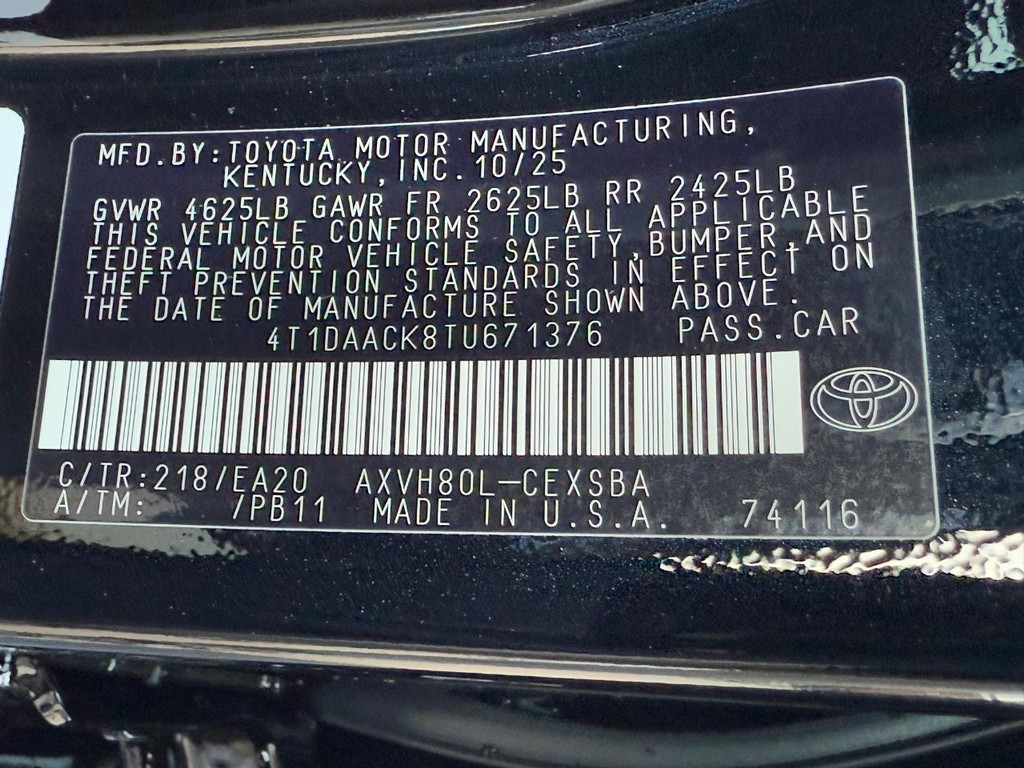 MFD.BY:TOYOTA MOTOR MANUFACTURING,
KENTUCKY,INC.10/25
GVWR 4625LB GAWR FR 2625LB RR 2425LB
THIS VEHICLE CONFORMS TO ALL APPLICABLE
FEDERAL MOTOR VEHICLE SAFETY,BUMPER,AND
THEFT PREVENTION STANDARDS IN EFFECT ON
THE DATE OF MANUFACTURE SHOWN ABOVE.
4T1DAACK8TU671376 PASS.CAR
C/TR:218/EA20 AXVH80L-CEXSBA
A/TM: /PB11 MADE IN U.S.A. 74116